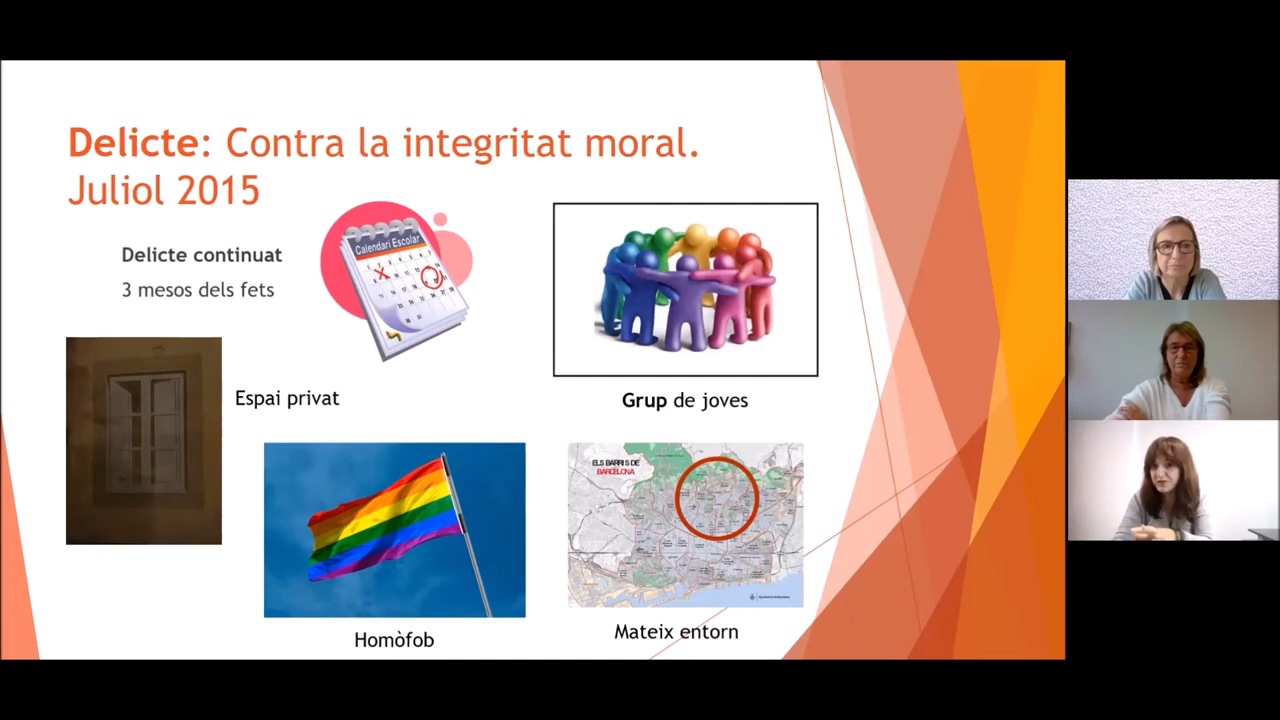 Delicte: Contra la integritat moral.
Juliol 2015
Delicte continuat
3 mesos dels fets
Calendari Escolar
Espai privat
Grup de joves
ELS BARRIS DE
BARCELONA
Homòfob
Mateix entorn